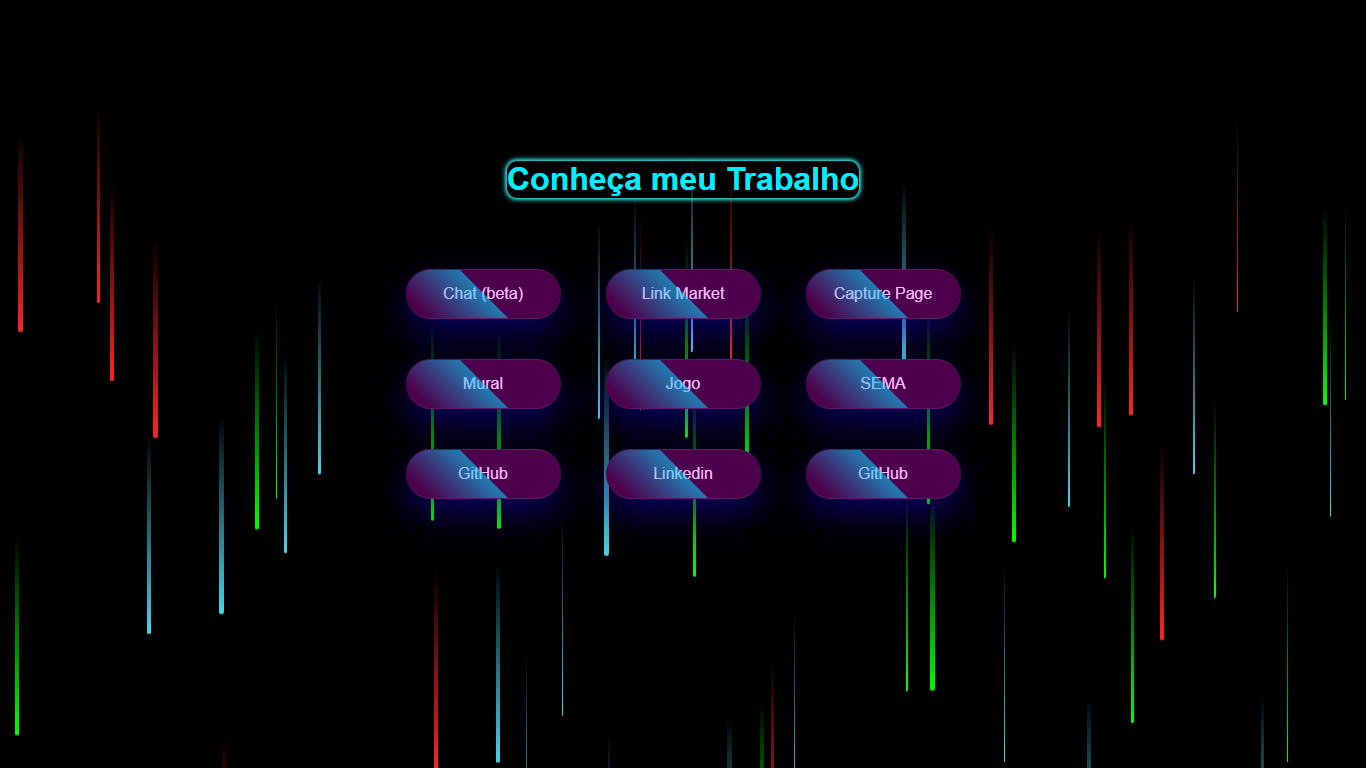 Conheça meu Trabalho
Chat (beta) Link Market Capture Page
Mural Jogo SEMA
GitHub Linkedin GitHub